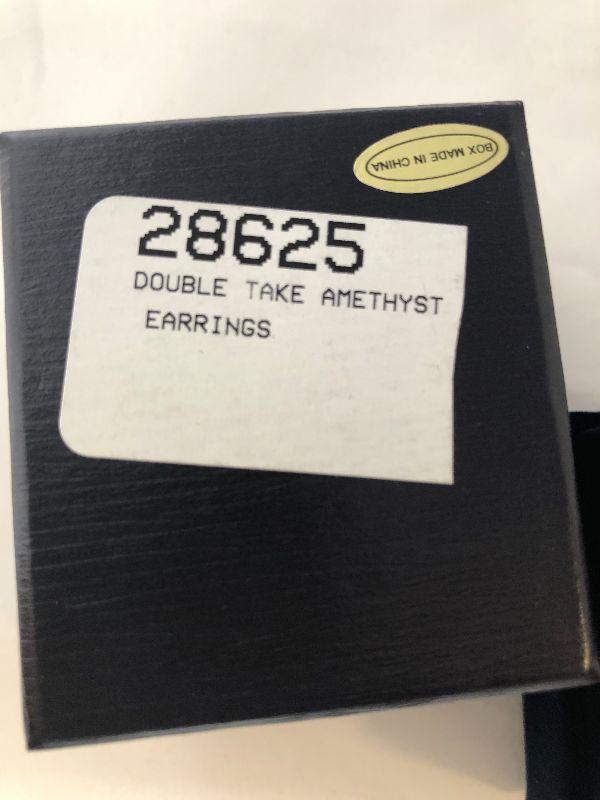 BOX MADE IN CHINA
28625
DOUBLE TAKE AMETHYST
EARRINGS